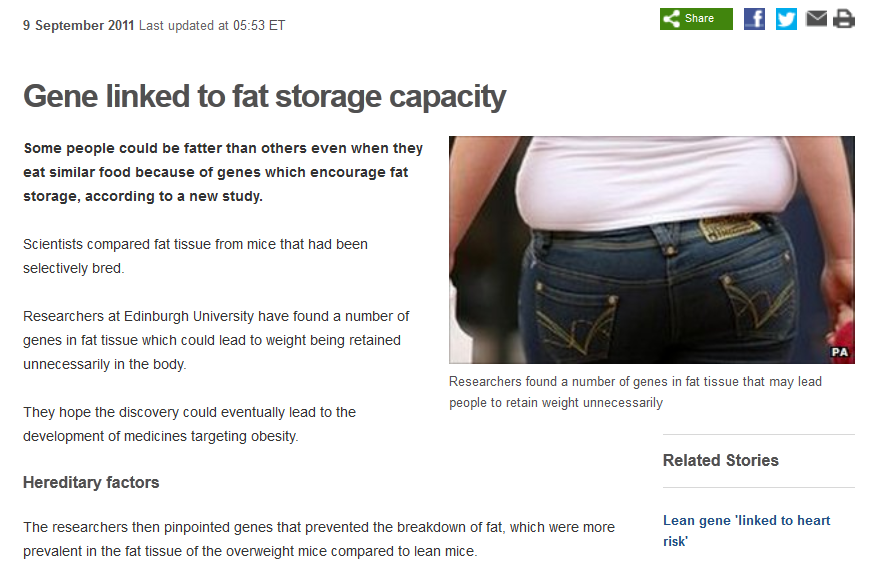 9 September 2011 Last updated at 05:53 ET
Share
Gene linked to fat storage capacity
Some people could be fatter than others even when they
eat similar food because of genes which encourage fat
storage, according to a new study.
Scientists compared fat tissue from mice that had been
selectively bred.
Researchers at Edinburgh University have found a number of
genes in fat tissue which could lead to weight being retained
unnecessarily in the body.
They hope the discovery could eventually lead to the
development of medicines targeting obesity.
PA
Researchers found a number of genes in fat tissue that may lead
people to retain weight unnecessarily
Hereditary factors
The researchers then pinpointed genes that prevented the breakdown of fat, which were more
prevalent in the fat tissue of the overweight mice compared to lean mice.
Related Stories
Lean gene 'linked to heart
risk'